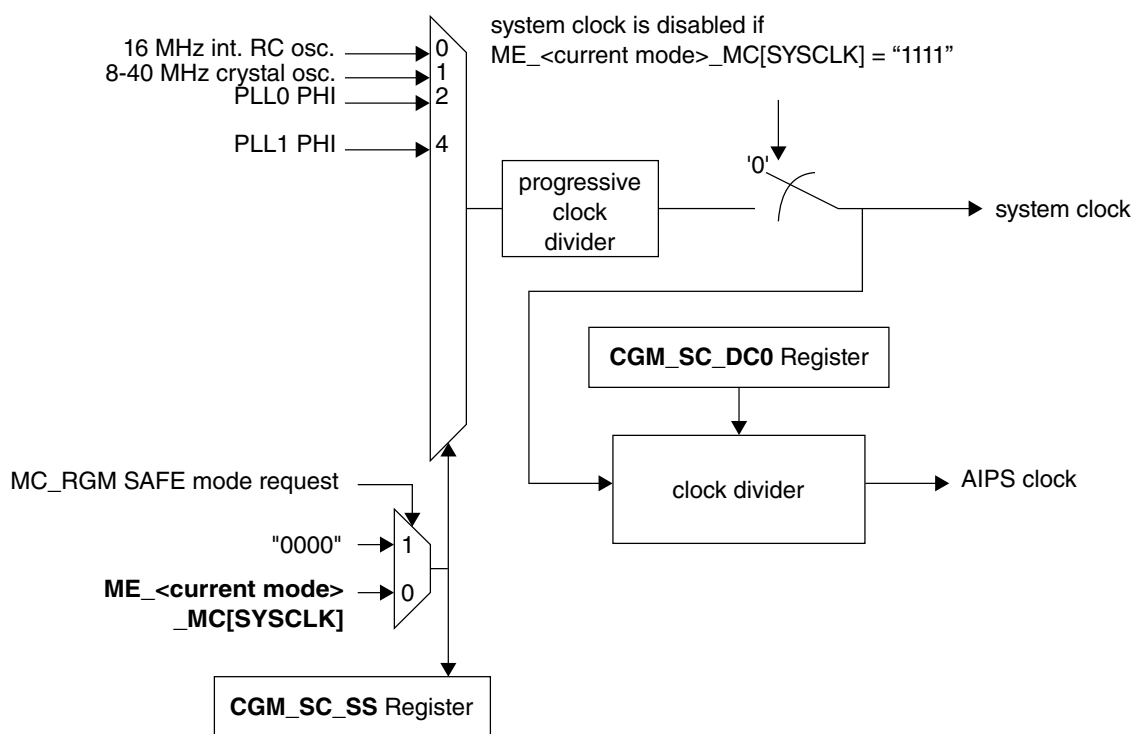 system clock is disabled if
ME_<current mode>_MC[SYSCLK] = “1111”
16 MHz int. RC osc.
0
8-40 MHz crystal osc.
1
PLL0 PHI
2
PLL1 PHI
4
progressive
clock
divider
'0'
system clock
CGM_SC_DC0 Register
MC_RGM SAFE mode request
clock divider
AIPS clock
"0000"
1
ME_<current mode>
_MC[SYSCLK]
0
CGM_SC_SS Register